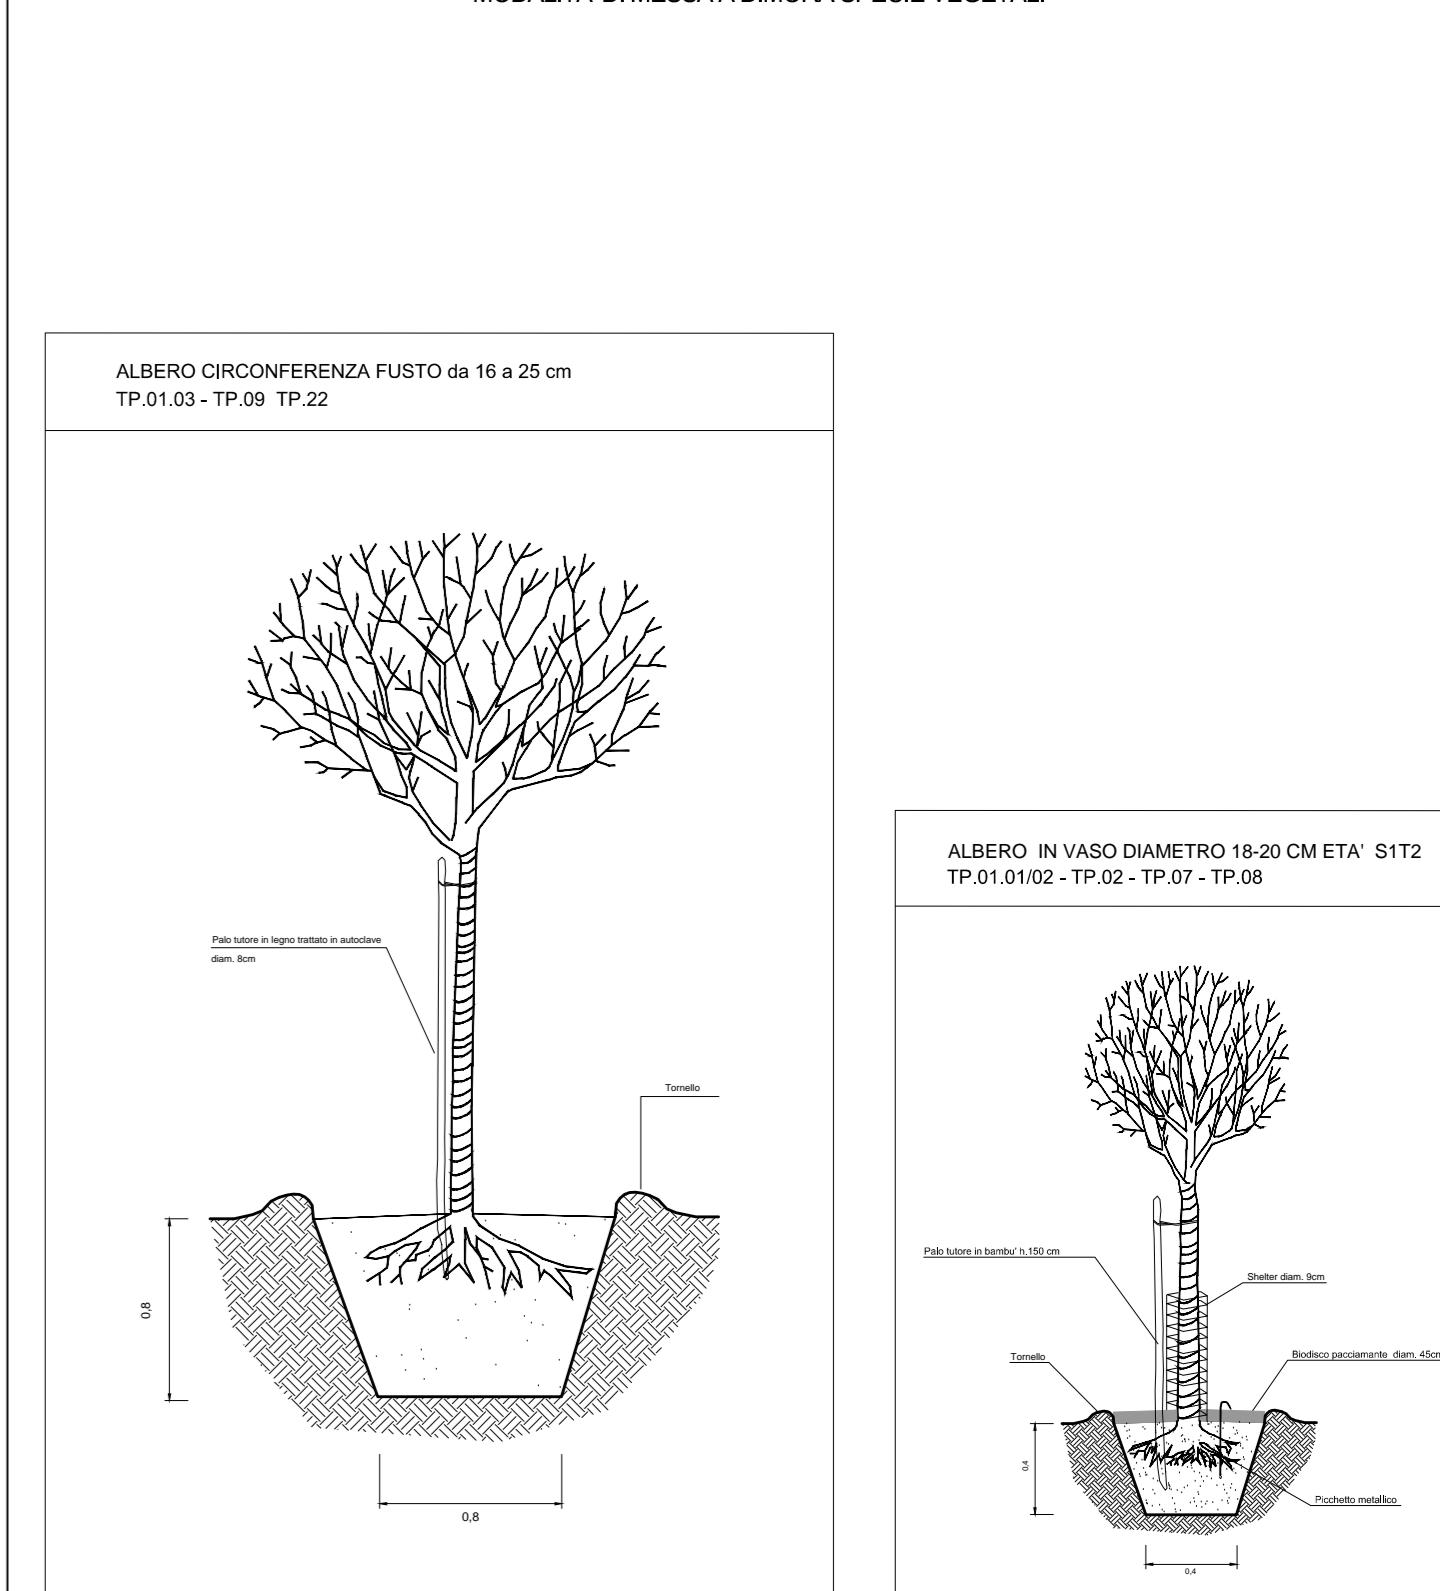 ALBERO CIRCONFERENZA FUSTO da 16 a 25 cm
TP.01.03 - TP.09 TP.22
Palo tutore in legno trattato in autoclave
diam. 8cm
Tornello
0,8
0,8
ALBERO IN VASO DIAMETRO 18-20 CM ETA' S1T2
TP.01.01/02 - TP.02 - TP.07 - TP.08
Palo tutore in bambu' h.150 cm
Shelter diam. 9cm
Tornello
Biodisco pacciamante diam.
0,4
Picchetto metallico
0,4